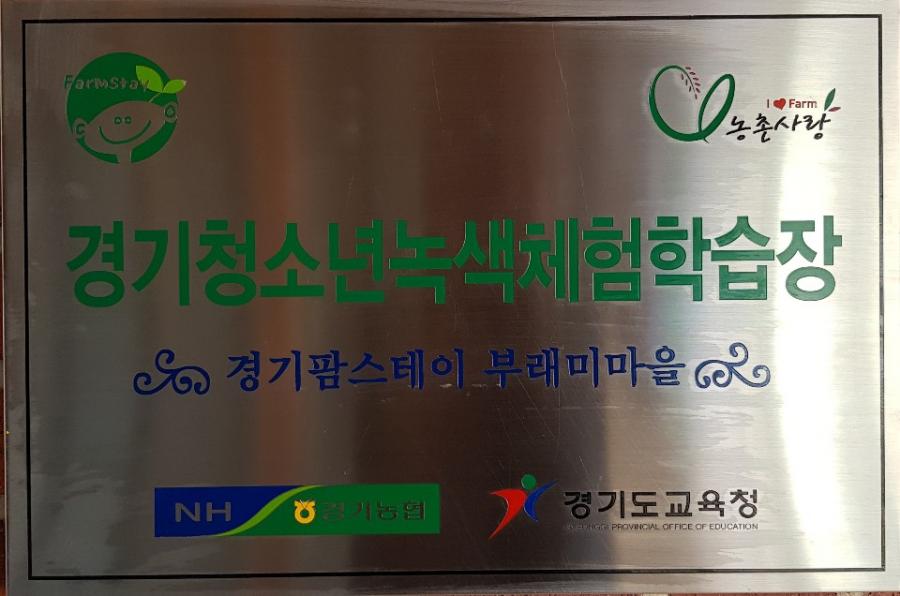 FarmStay
I ❤ Farm
농촌사랑
경기청소년녹색체험학습장
경기팜스테이 부래미마을
NH 경기농협
경기도교육청
GYEONGGI PROVINCIAL OFFICE OF EDUCATION